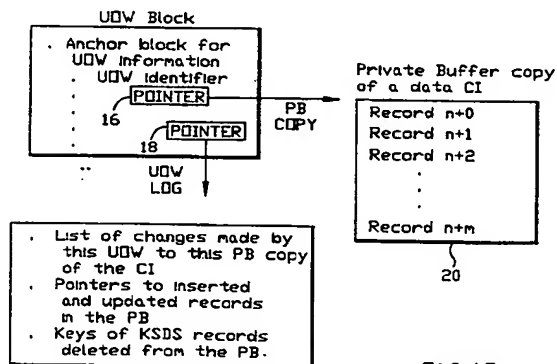 UOW Block
. Anchor block for
UOW Information
. UOW Identifier
. POINTER
16
.
.
18 POINTER
PB
COPY
UOW
LOG
Private Buffer copy
of a data CI
Record n+0
Record n+1
Record n+2
.
.
.
Record n+m
20
. List of changes made by
this UOW to this PB copy
of the CI
. Pointers to inserted
and updated records
in the PB
. Keys of KSDS records
deleted from the PB.